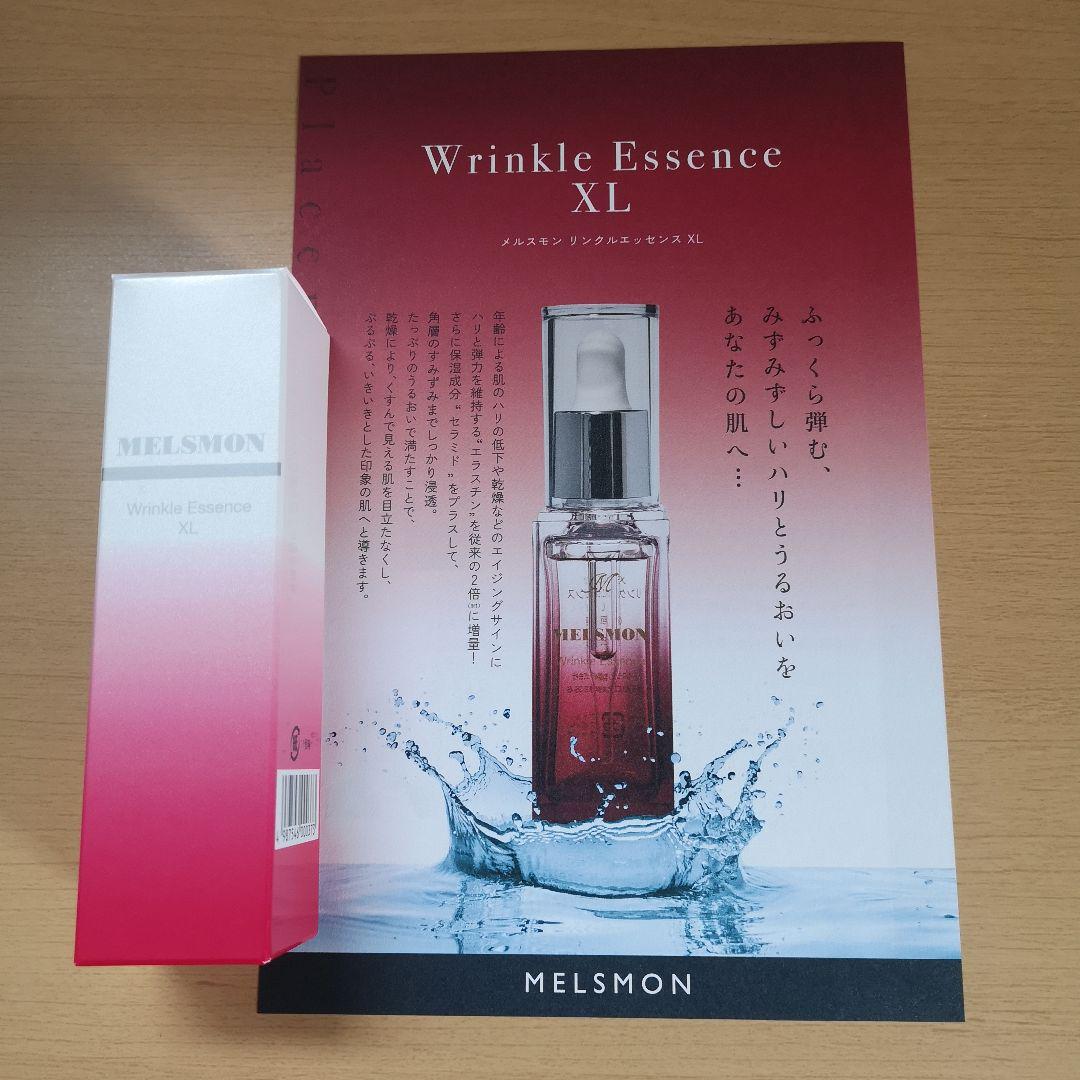 Placen
Wrinkle Essence
XL
メルスモン リンクルエッセンス XL
ふっくら弾む、
みずみずしいハリとうるおいを
あなたの肌へ…
年齢による肌のハリの低下や乾燥などのエイジングサインに
ハリと弾力を維持する“エラスチン”を従来の2倍に増量!
さらに保湿成分“セラミド”をプラスして、
角層のすみずみまでしっかり浸透。
たっぷりのうるおいで満たすことで、
乾燥により、くすんで見える肌を目立たなくし、
ぷるぷる、いきいきとした印象の肌へと導きます。
MELSMON
MELSMON
MELSMON
Wrinkle Essence
XL
4 987546 000373